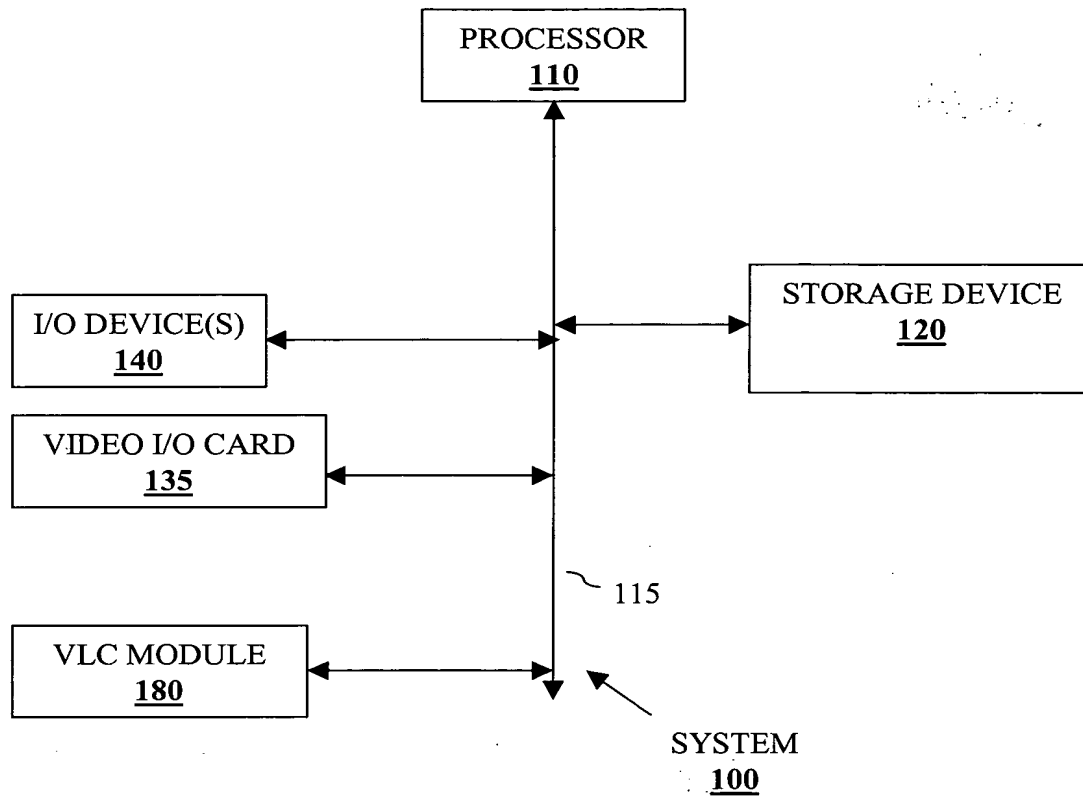 PROCESSOR
110
STORAGE DEVICE
120
I/O DEVICE(S)
140
VIDEO I/O CARD
135
115
VLC MODULE
180
SYSTEM
100